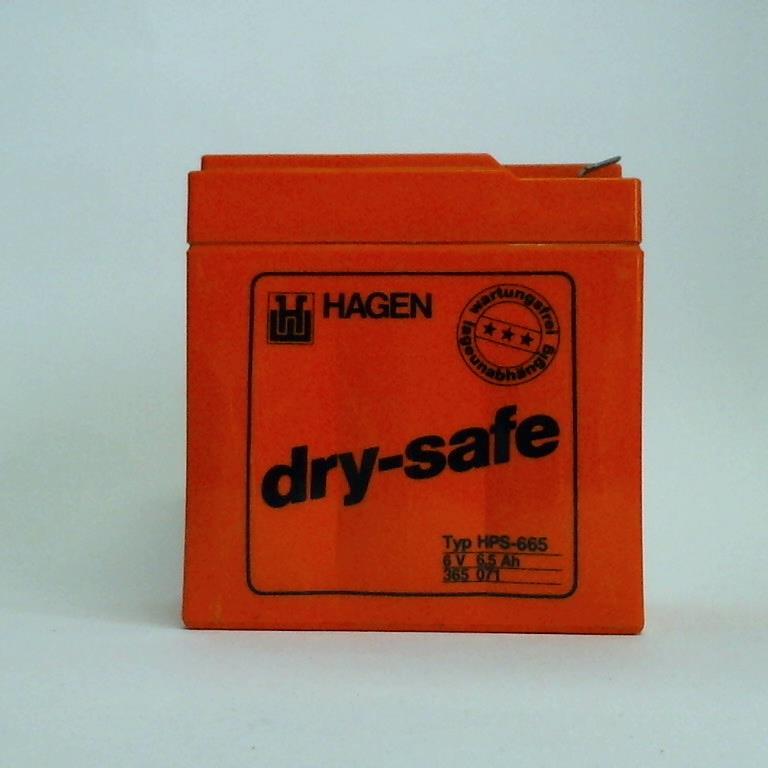 HAGEN
wartungsfrei
lageunabhängig
dry-safe
Typ HPS-665
6 V 6,5 Ah
365 071